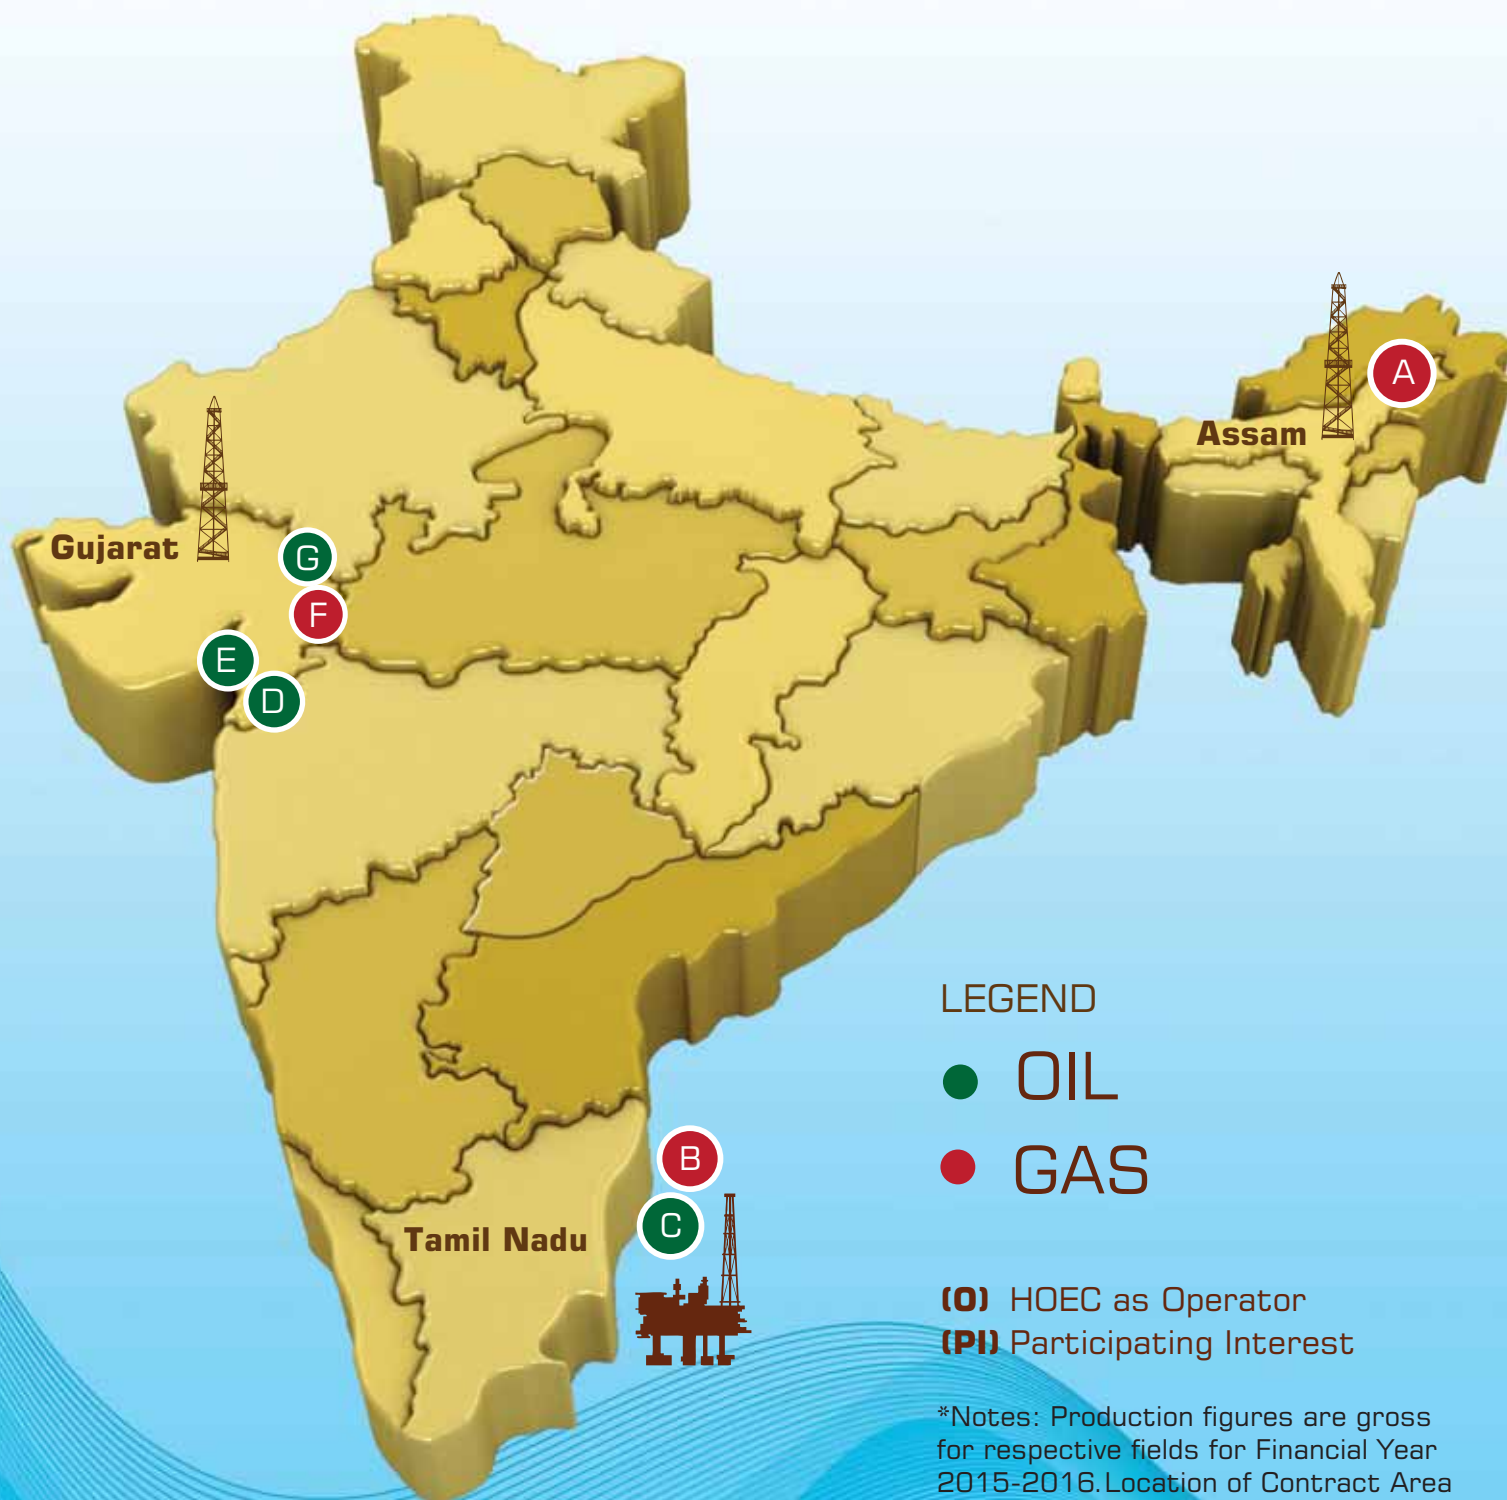 A
Assam
Gujarat
G
F
E
D
LEGEND
OIL
B
GAS
C
Tamil Nadu
(O) HOEC as Operator
(PI) Participating Interest
*Notes: Production figures are gross
for respective fields for Financial Year
2015-2016. Location of Contract Area